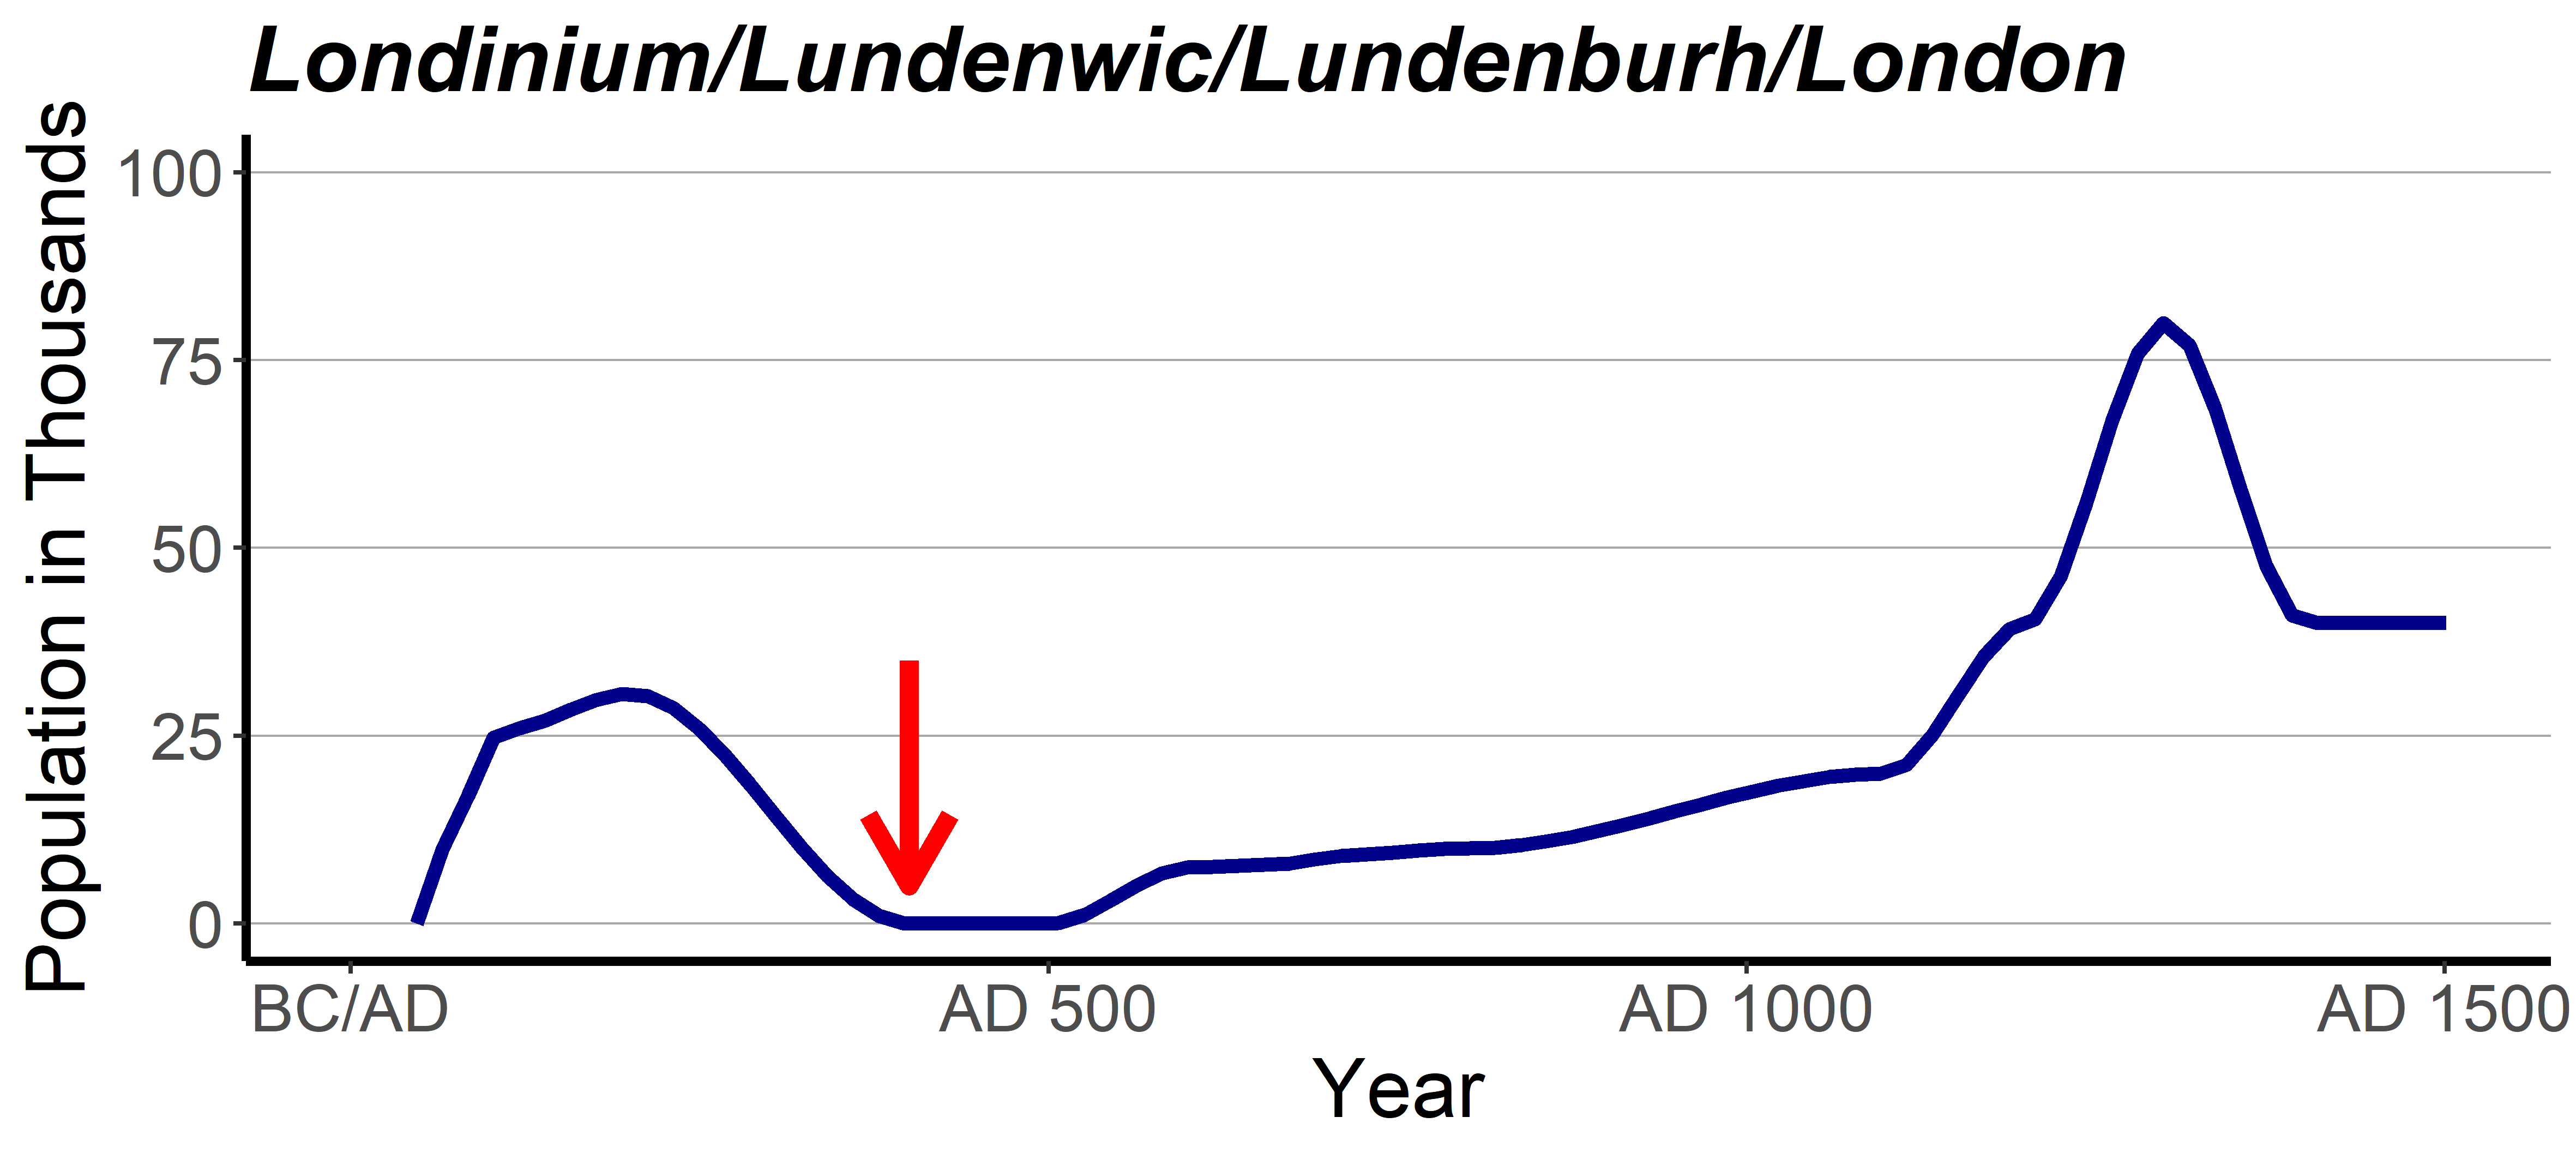 Londinium/Lundenwic/Lundenburh/London
Population in Thousands
100
75
50
25
0
BC/AD AD 500 AD 1000 AD 1500
Year